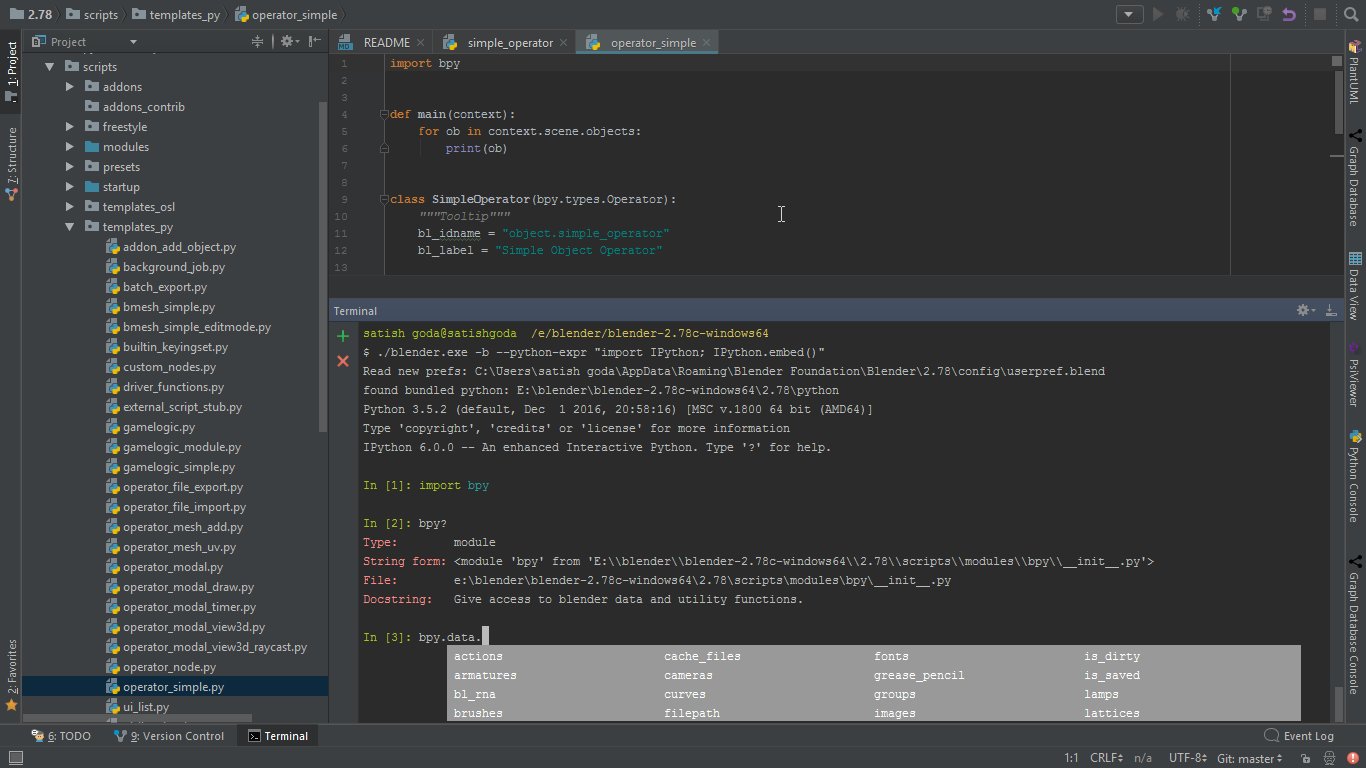 2.78 scripts templates_py operator_simple
1: Project
7: Structure
2: Favorites
Project
scripts
addons
addons_contrib
freestyle
modules
presets
startup
templates_osl
templates_py
addon_add_object.py
background_job.py
batch_export.py
bmesh_simple.py
bmesh_simple_editmode.py
builtin_keyingset.py
custom_nodes.py
driver_functions.py
external_script_stub.py
gamelogic.py
gamelogic_module.py
gamelogic_simple.py
operator_file_export.py
operator_file_import.py
operator_mesh_add.py
operator_mesh_uv.py
operator_modal.py
operator_modal_draw.py
operator_modal_timer.py
operator_modal_view3d.py
operator_modal_view3d_raycast.py
operator_node.py
operator_simple.py
ui_list.py
README simple_operator operator_simple
1 import bpy
2
3
4 def main(context):
5 for ob in context.scene.objects:
6 print(ob)
7
8
9 class SimpleOperator(bpy.types.Operator):
10 """Tooltip"""
11 bl_idname = "object.simple_operator"
12 bl_label = "Simple Object Operator"
13
Terminal
satish goda@satishgoda /e/blender/blender-2.78c-windows64
$ ./blender.exe -b --python-expr "import IPython; IPython.embed()"
Read new prefs: C:\Users\satish goda\AppData\Roaming\Blender Foundation\Blender\2.78\config\userpref.blend
found bundled python: E:\blender\blender-2.78c-windows64\2.78\python
Python 3.5.2 (default, Dec  1 2016, 20:58:16) [MSC v.1800 64 bit (AMD64)]
Type 'copyright', 'credits' or 'license' for more information
IPython 6.0.0 -- An enhanced Interactive Python. Type '?' for help.
In [1]: import bpy
In [2]: bpy?
Type: module
String form: <module 'bpy' from 'E:\\blender\\blender-2.78c-windows64\\2.78\\scripts\\modules\\bpy\\__init__.py'>
File: e:\blender\blender-2.78c-windows64\2.78\scripts\modules\bpy\__init__.py
Docstring: Give access to blender data and utility functions.
In [3]: bpy.data.
actions cache_files fonts is_dirty
armatures cameras grease_pencil is_saved
bl_rna curves groups lamps
brushes filepath images lattices
PlantUML
Graph Database
Data View
PsiViewer
Python Console
Graph Database Console
6: TODO 9: Version Control Terminal Event Log
1:1 CRLF n/a UTF-8 Git: master